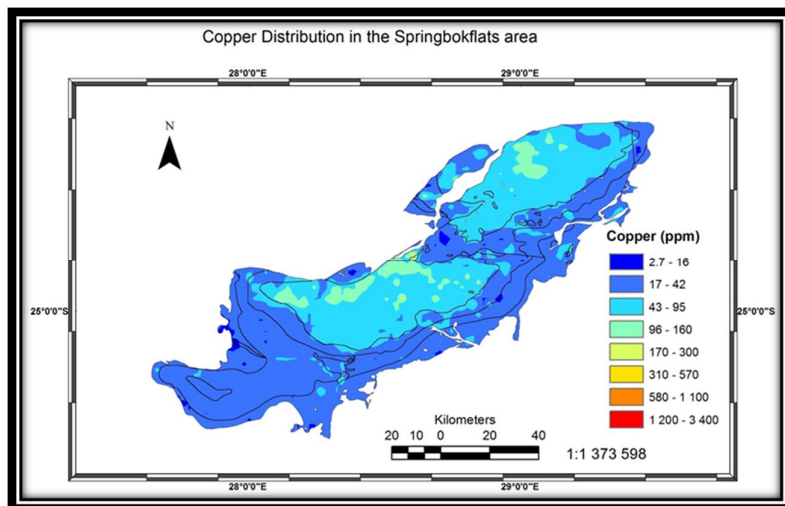 Copper Distribution in the Springbokflats area
28°0'0"E 29°0'0"E
N
Copper (ppm)
2.7 - 16
17 - 42
43 - 95
96 - 160
170 - 300
310 - 570
580 - 1 100
1 200 - 3 400
25°0'0"S 25°0'0"S
Kilometers
20 10 0 20 40
1:1 373 598
28°0'0"E 29°0'0"E